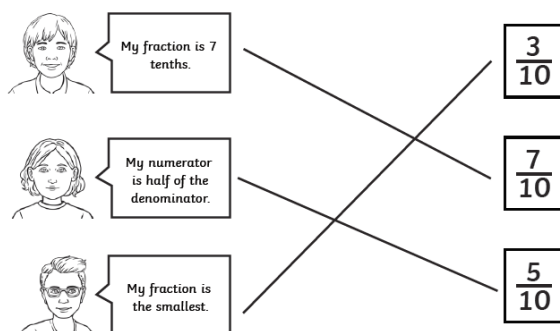 My fraction is 7
tenths.
My numerator
is half of the
denominator.
My fraction is
the smallest.
3
10
7
10
5
10